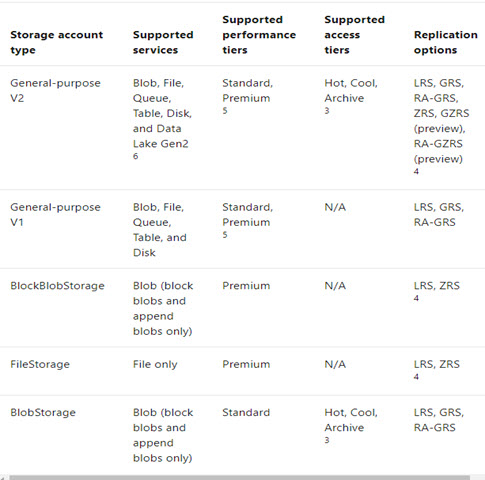 Storage account type
Supported services
Supported performance tiers
Supported access tiers
Replication options
General-purpose V2
Blob, File, Queue, Table, Disk, and Data Lake Gen2 6
Standard, Premium 5
Hot, Cool, Archive 3
LRS, GRS, RA-GRS, ZRS, GZRS (preview), RA-GZRS (preview) 4
General-purpose V1
Blob, File, Queue, Table, and Disk
Standard, Premium 5
N/A
LRS, GRS, RA-GRS
BlockBlobStorage
Blob (block blobs and append blobs only)
Premium
N/A
LRS, ZRS 4
FileStorage
File only
Premium
N/A
LRS, ZRS 4
BlobStorage
Blob (block blobs and append blobs only)
Standard
Hot, Cool, Archive 3
LRS, GRS, RA-GRS